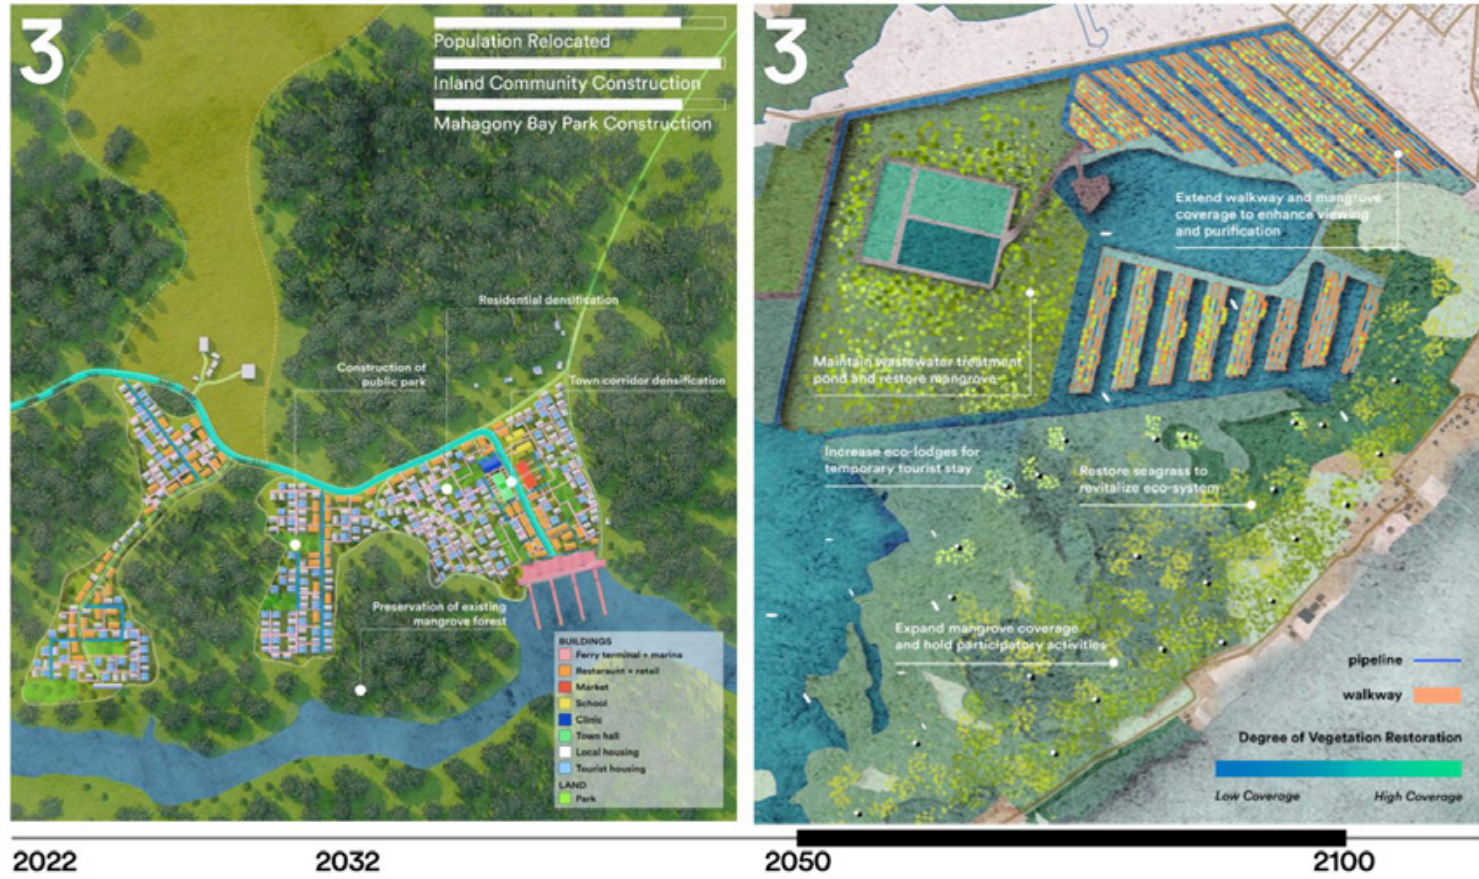 3
Population Relocated
Inland Community Construction
Mahagony Bay Park Construction
Residential densification
Construction of
public park
Town corridor densification
Preservation of existing
mangrove forest
BUILDINGS
Ferry terminal + marina
Restaraunt + retail
Market
School
Clinic
Town hall
Local housing
Tourist housing
LAND
Park
3
Extend walkway and mangrove
coverage to enhance viewing
and purification
Maintain wastewater treatment
pond and restore mangrove
Increase eco-lodges for
temporary tourist stay
Restore seagrass to
revitalize eco-system
Expand mangrove coverage
and hold participatory activities
pipeline
walkway
Degree of Vegetation Restoration
Low Coverage
High Coverage
2022
2032
2050
2100